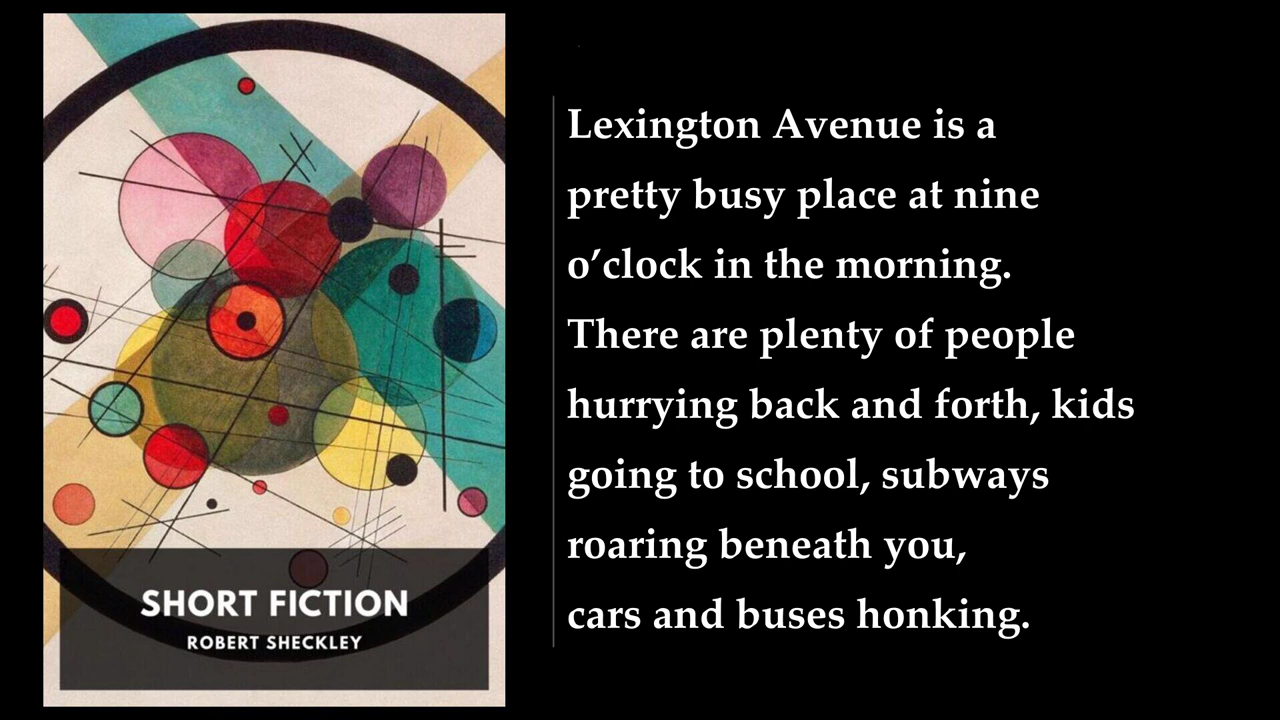 SHORT FICTION
ROBERT SHECKLEY
Lexington Avenue is a
pretty busy place at nine
o’clock in the morning.
There are plenty of people
hurrying back and forth, kids
going to school, subways
roaring beneath you,
cars and buses honking.